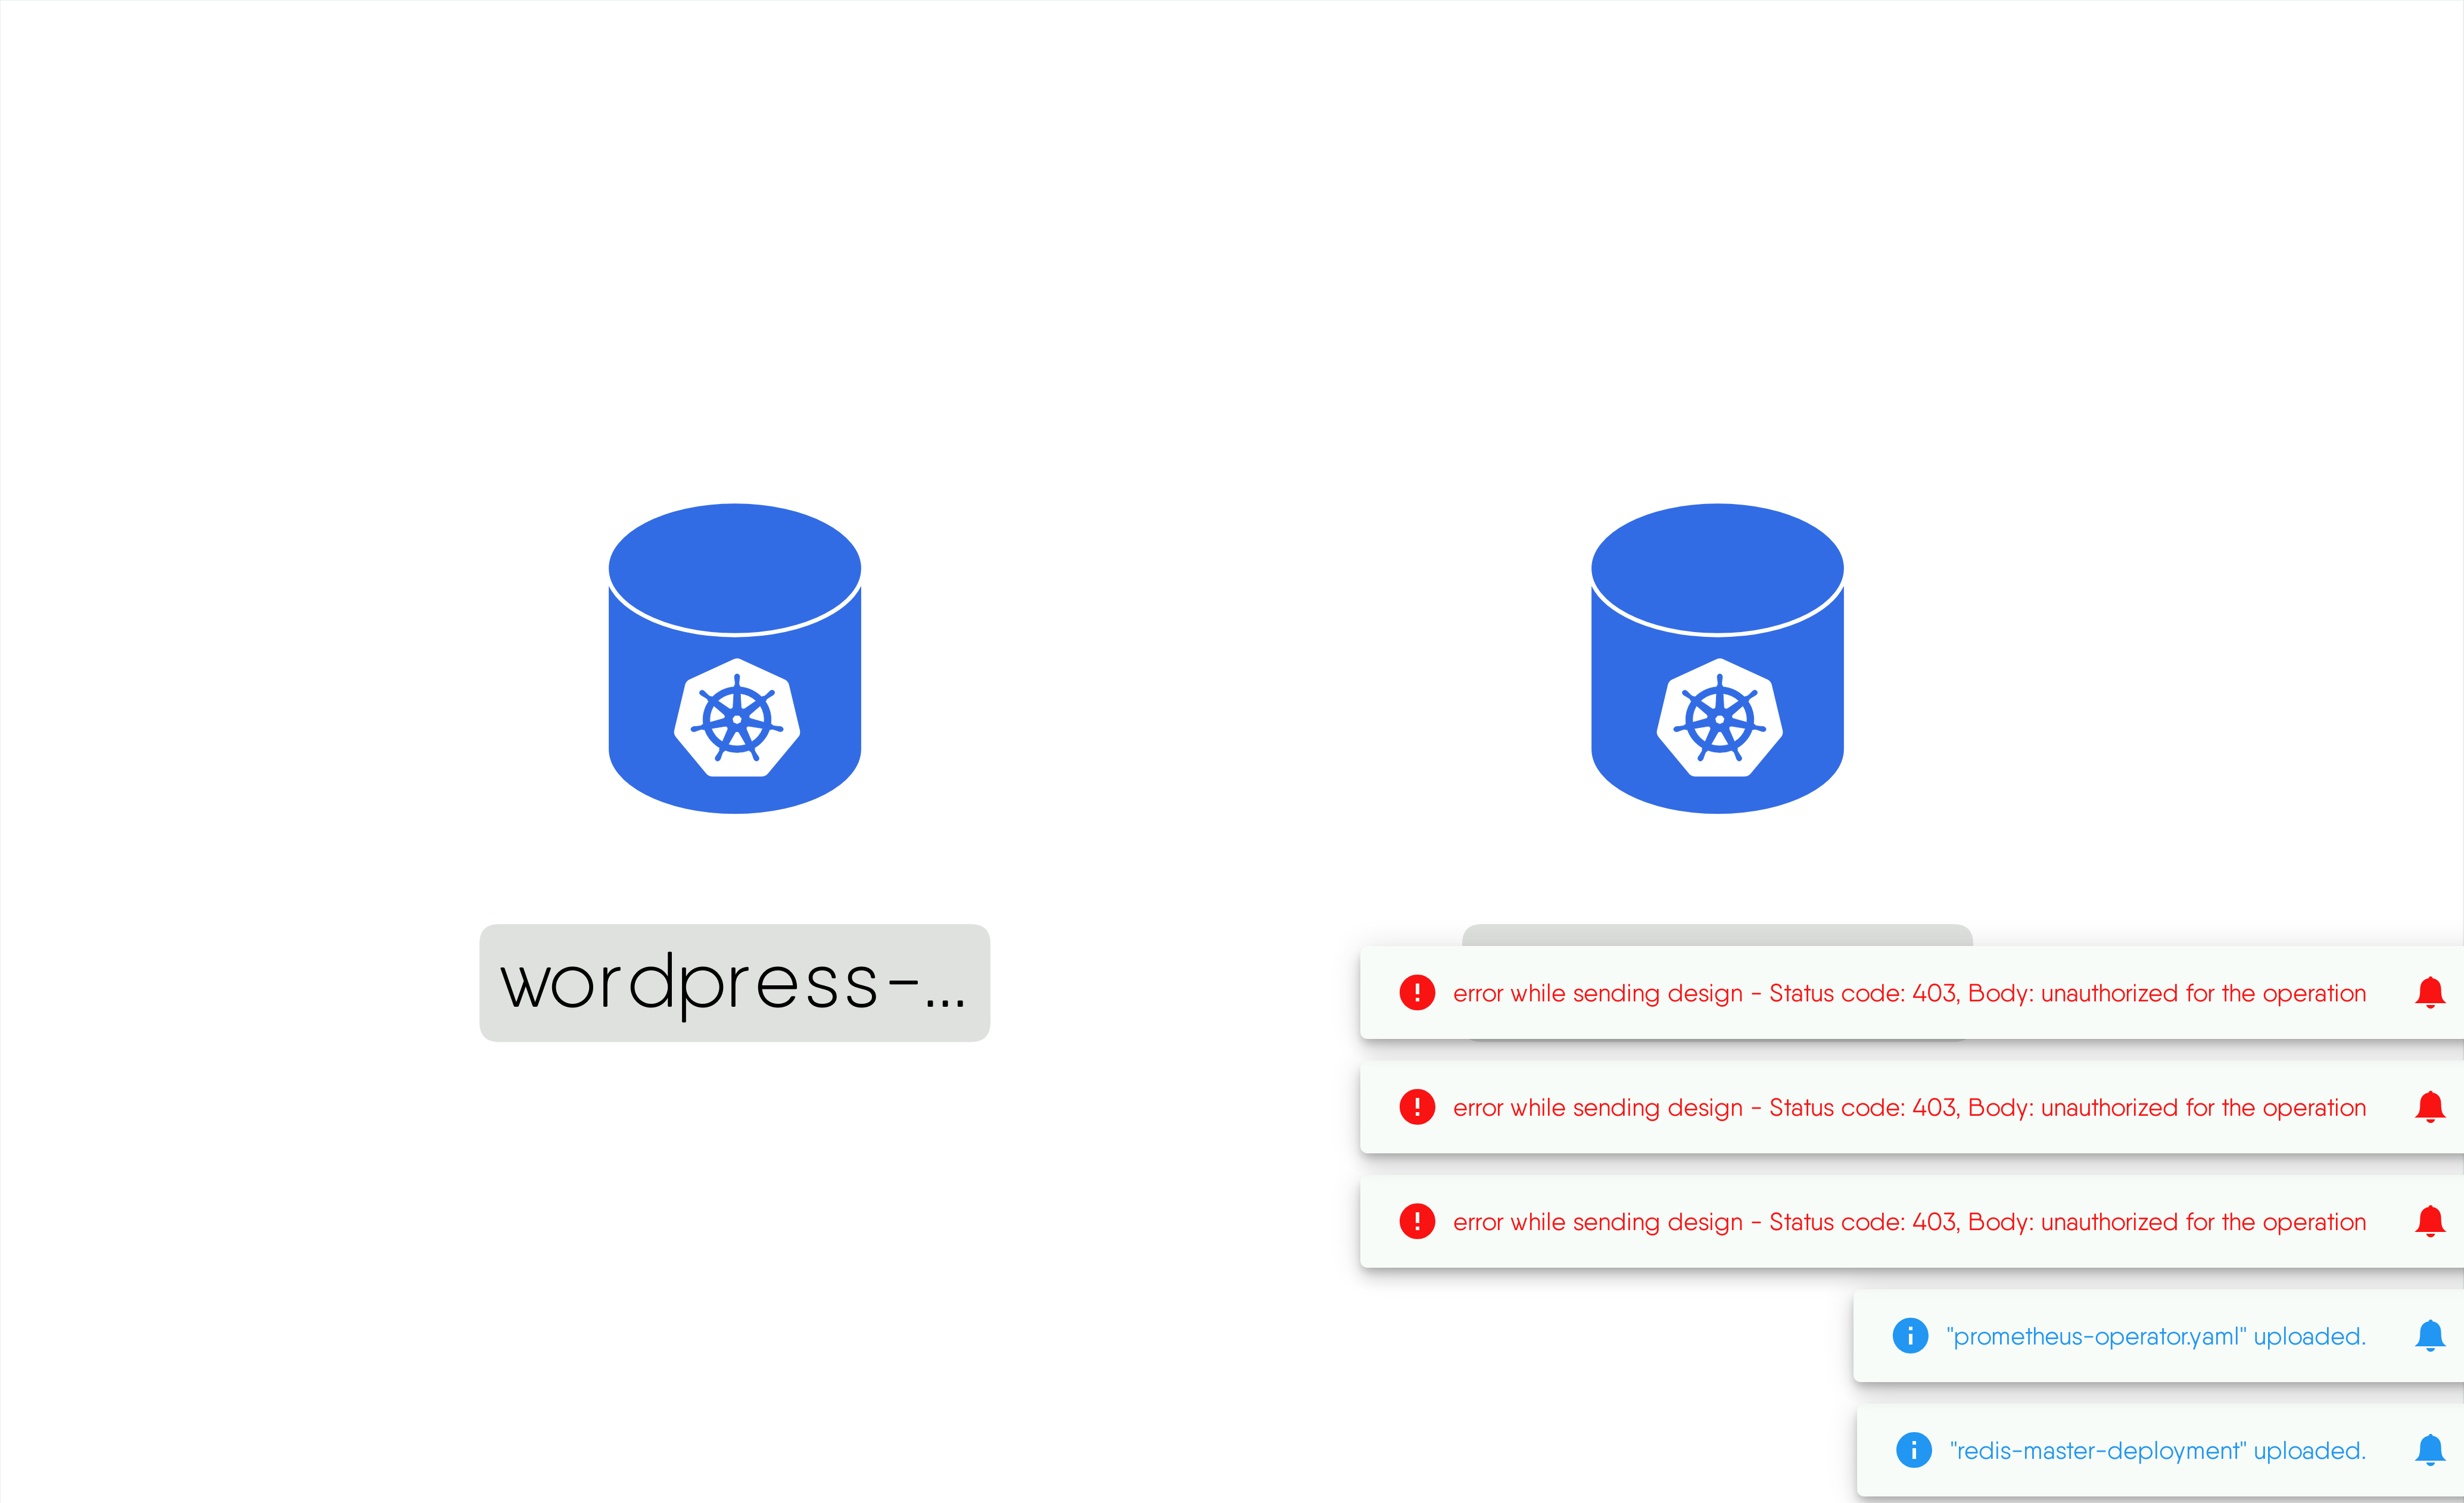 wordpress-...
error while sending design - Status code: 403, Body: unauthorized for the operation
error while sending design - Status code: 403, Body: unauthorized for the operation
error while sending design - Status code: 403, Body: unauthorized for the operation
"prometheus-operator.yaml" uploaded.
"redis-master-deployment" uploaded.